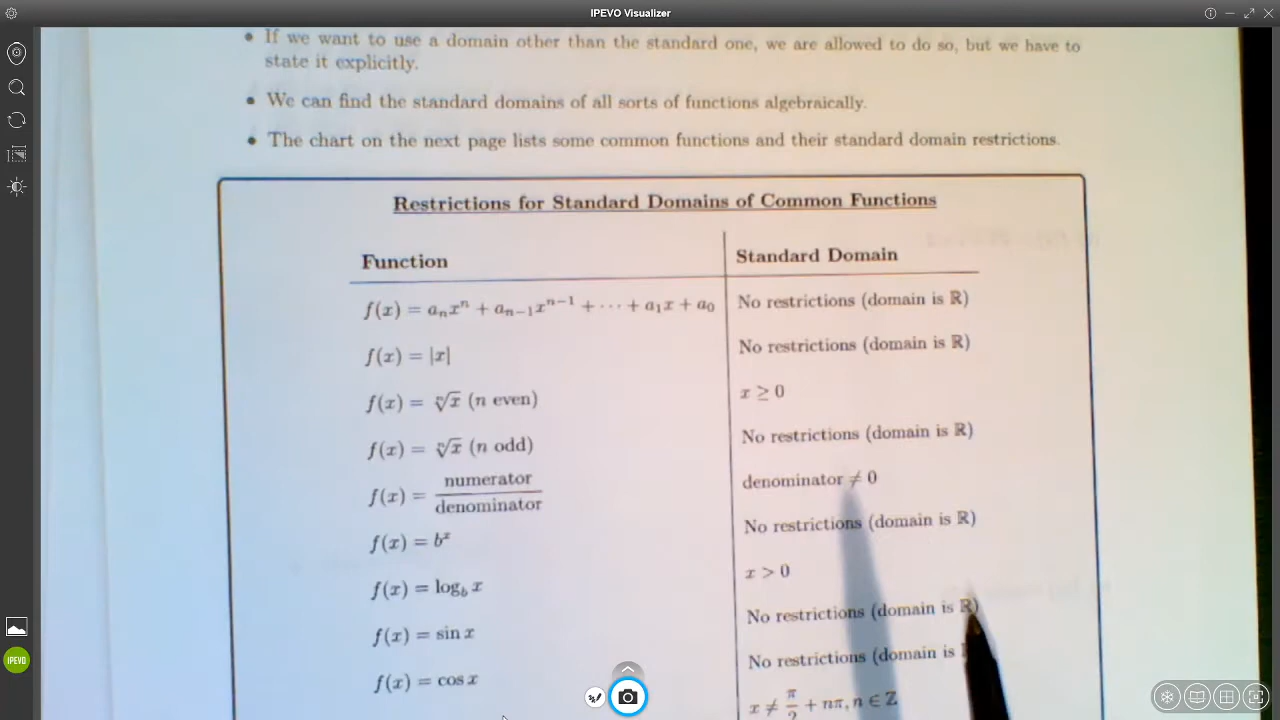 IPEVO Visualizer
• If we want to use a domain other than the standard one, we are allowed to do so, but we have to
state it explicitly.
• We can find the standard domains of all sorts of functions algebraically.
• The chart on the next page lists some common functions and their standard domain restrictions.
Restrictions for Standard Domains of Common Functions
Function | Standard Domain
f(x) = aₙxⁿ + aₙ₋₁xⁿ⁻¹ + ··· + a₁x + a₀ | No restrictions (domain is ℝ)
f(x) = |x| | No restrictions (domain is ℝ)
f(x) = ⁿ√x (n even) | x ≥ 0
f(x) = ⁿ√x (n odd) | No restrictions (domain is ℝ)
f(x) = numerator/denominator | denominator ≠ 0
f(x) = bˣ | No restrictions (domain is ℝ)
f(x) = log_b x | x > 0
f(x) = sin x | No restrictions (domain is ℝ)
f(x) = cos x | No restrictions (domain is
x ≠ π/2 + nπ, n ∈ ℤ
IPEVO